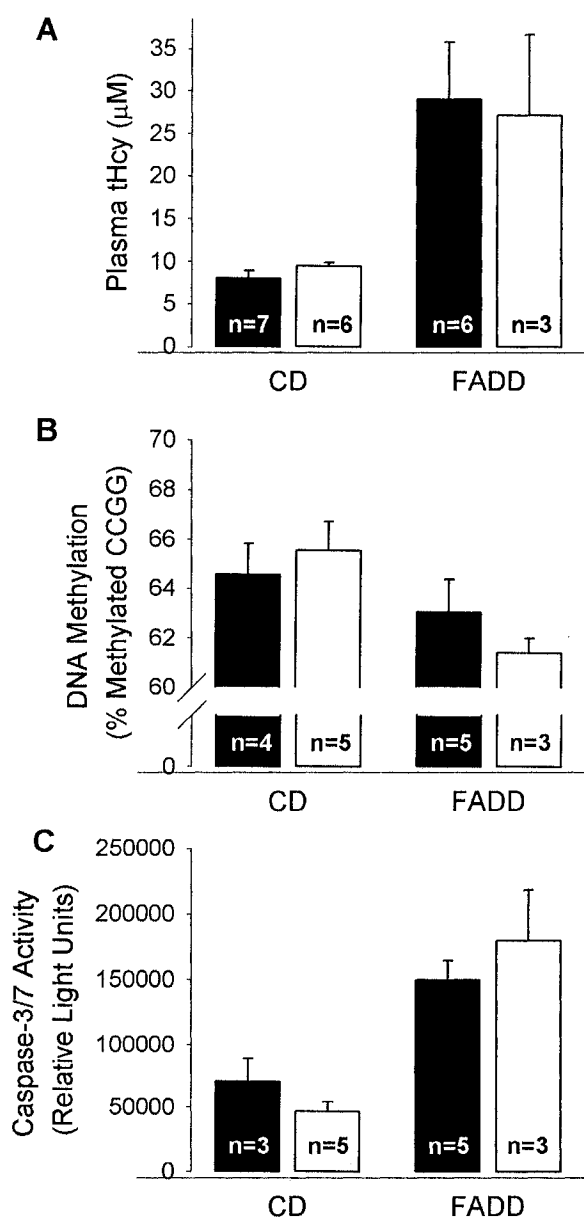 A
Plasma tHcy (μM)
35
30
25
20
15
10
5
0
n=7
n=6
n=6
n=3
CD
FADD
B
DNA Methylation
(% Methylated CCGG)
70
68
66
64
62
60
0
n=4
n=5
n=5
n=3
CD
FADD
C
Caspase-3/7 Activity
(Relative Light Units)
250000
200000
150000
100000
50000
0
n=3
n=5
n=5
n=3
CD
FADD